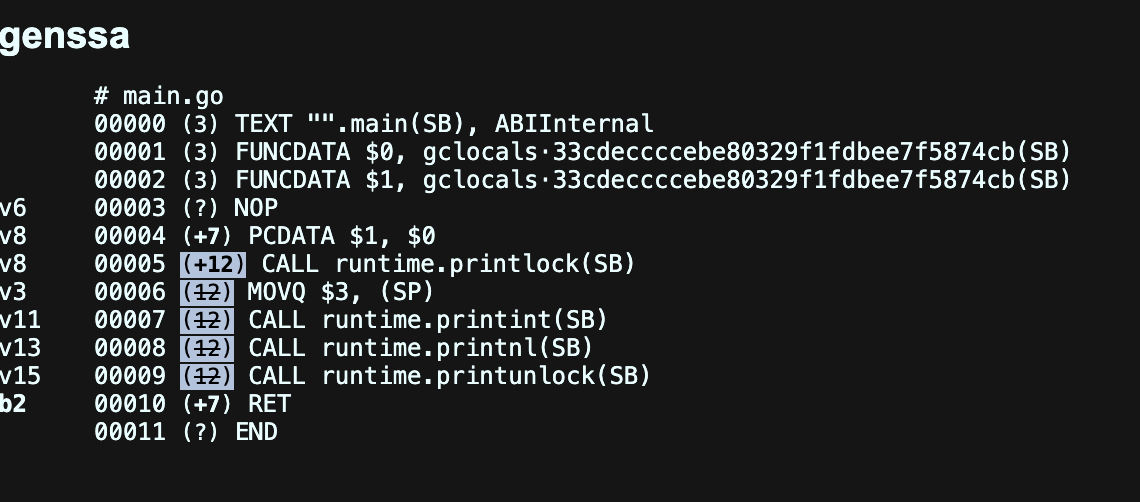 genssa
# main.go
00000 (3) TEXT "".main(SB), ABIInternal
00001 (3) FUNCDATA $0, gclocals·33cdeccccebe80329f1fdbee7f5874cb(SB)
00002 (3) FUNCDATA $1, gclocals·33cdeccccebe80329f1fdbee7f5874cb(SB)
v6 00003 (?) NOP
v8 00004 (+7) PCDATA $1, $0
v8 00005 (+12) CALL runtime.printlock(SB)
v3 00006 (12) MOVQ $3, (SP)
v11 00007 (12) CALL runtime.printint(SB)
v13 00008 (12) CALL runtime.printnl(SB)
v15 00009 (12) CALL runtime.printunlock(SB)
b2 00010 (+7) RET
00011 (?) END